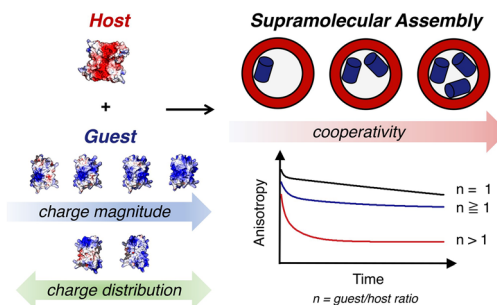 Host
+
Guest
charge magnitude
charge distribution
Supramolecular Assembly
cooperativity
Anisotropy
n = 1
n ≧ 1
n > 1
Time
n = guest/host ratio